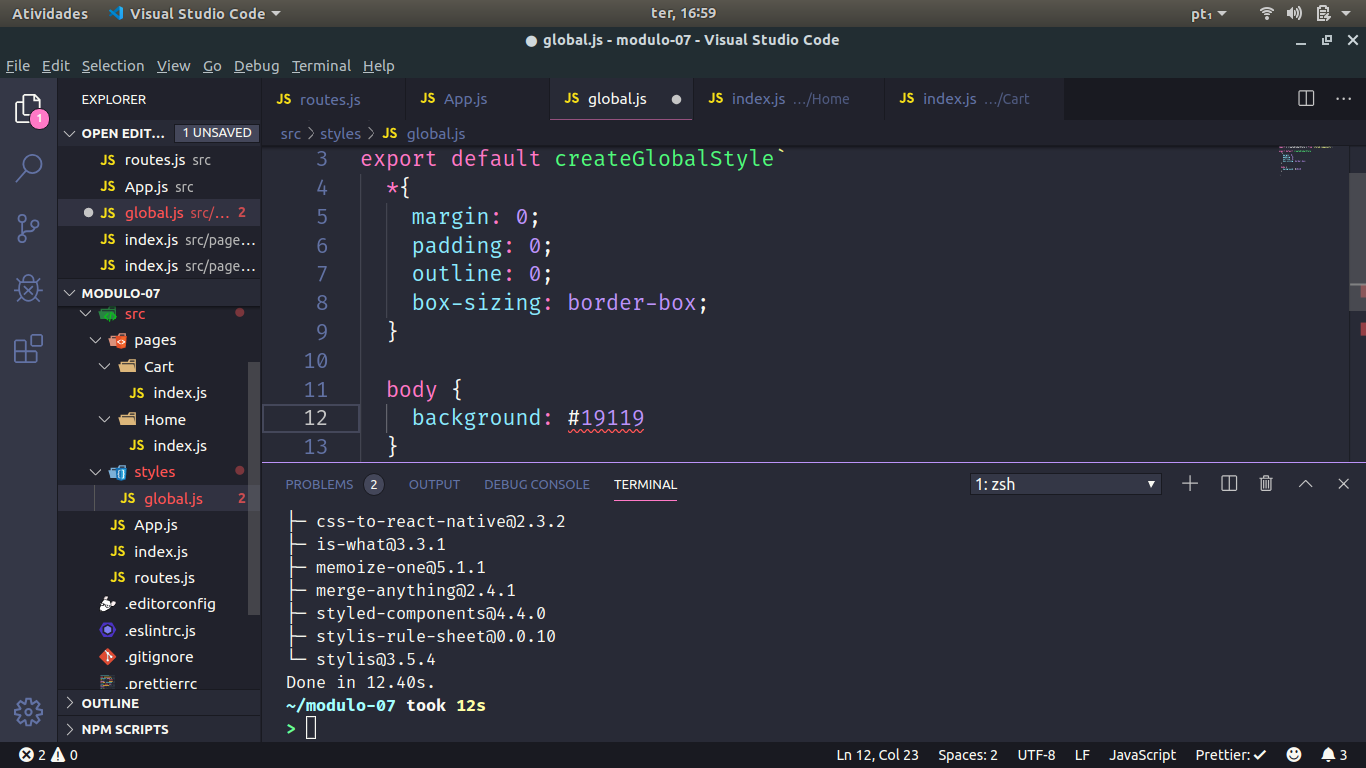 Atividades Visual Studio Code ter, 16:59 pt₁
● global.js - modulo-07 - Visual Studio Code
File Edit Selection View Go Debug Terminal Help
EXPLORER
1
OPEN EDIT... 1 UNSAVED
JS routes.js src
JS App.js src
JS global.js src/... 2
JS index.js src/page...
JS index.js src/page...
MODULO-07
src
pages
Cart
JS index.js
Home
JS index.js
styles
JS global.js 2
JS App.js
JS index.js
JS routes.js
.editorconfig
.eslintrc.js
.gitignore
.prettierrc
OUTLINE
NPM SCRIPTS
JS routes.js JS App.js JS global.js JS index.js .../Home JS index.js .../Cart
src > styles > JS global.js
3 export default createGlobalStyle`
4 *{
5 margin: 0;
6 padding: 0;
7 outline: 0;
8 box-sizing: border-box;
9 }
10
11 body {
12 background: #19119
13 }
PROBLEMS 2 OUTPUT DEBUG CONSOLE TERMINAL 1: zsh
├─ css-to-react-native@2.3.2
├─ is-what@3.3.1
├─ memoize-one@5.1.1
├─ merge-anything@2.4.1
├─ styled-components@4.4.0
├─ stylis-rule-sheet@0.0.10
└─ stylis@3.5.4
Done in 12.40s.
~/modulo-07 took 12s
>
2 0 Ln 12, Col 23 Spaces: 2 UTF-8 LF JavaScript Prettier: ✓ 3